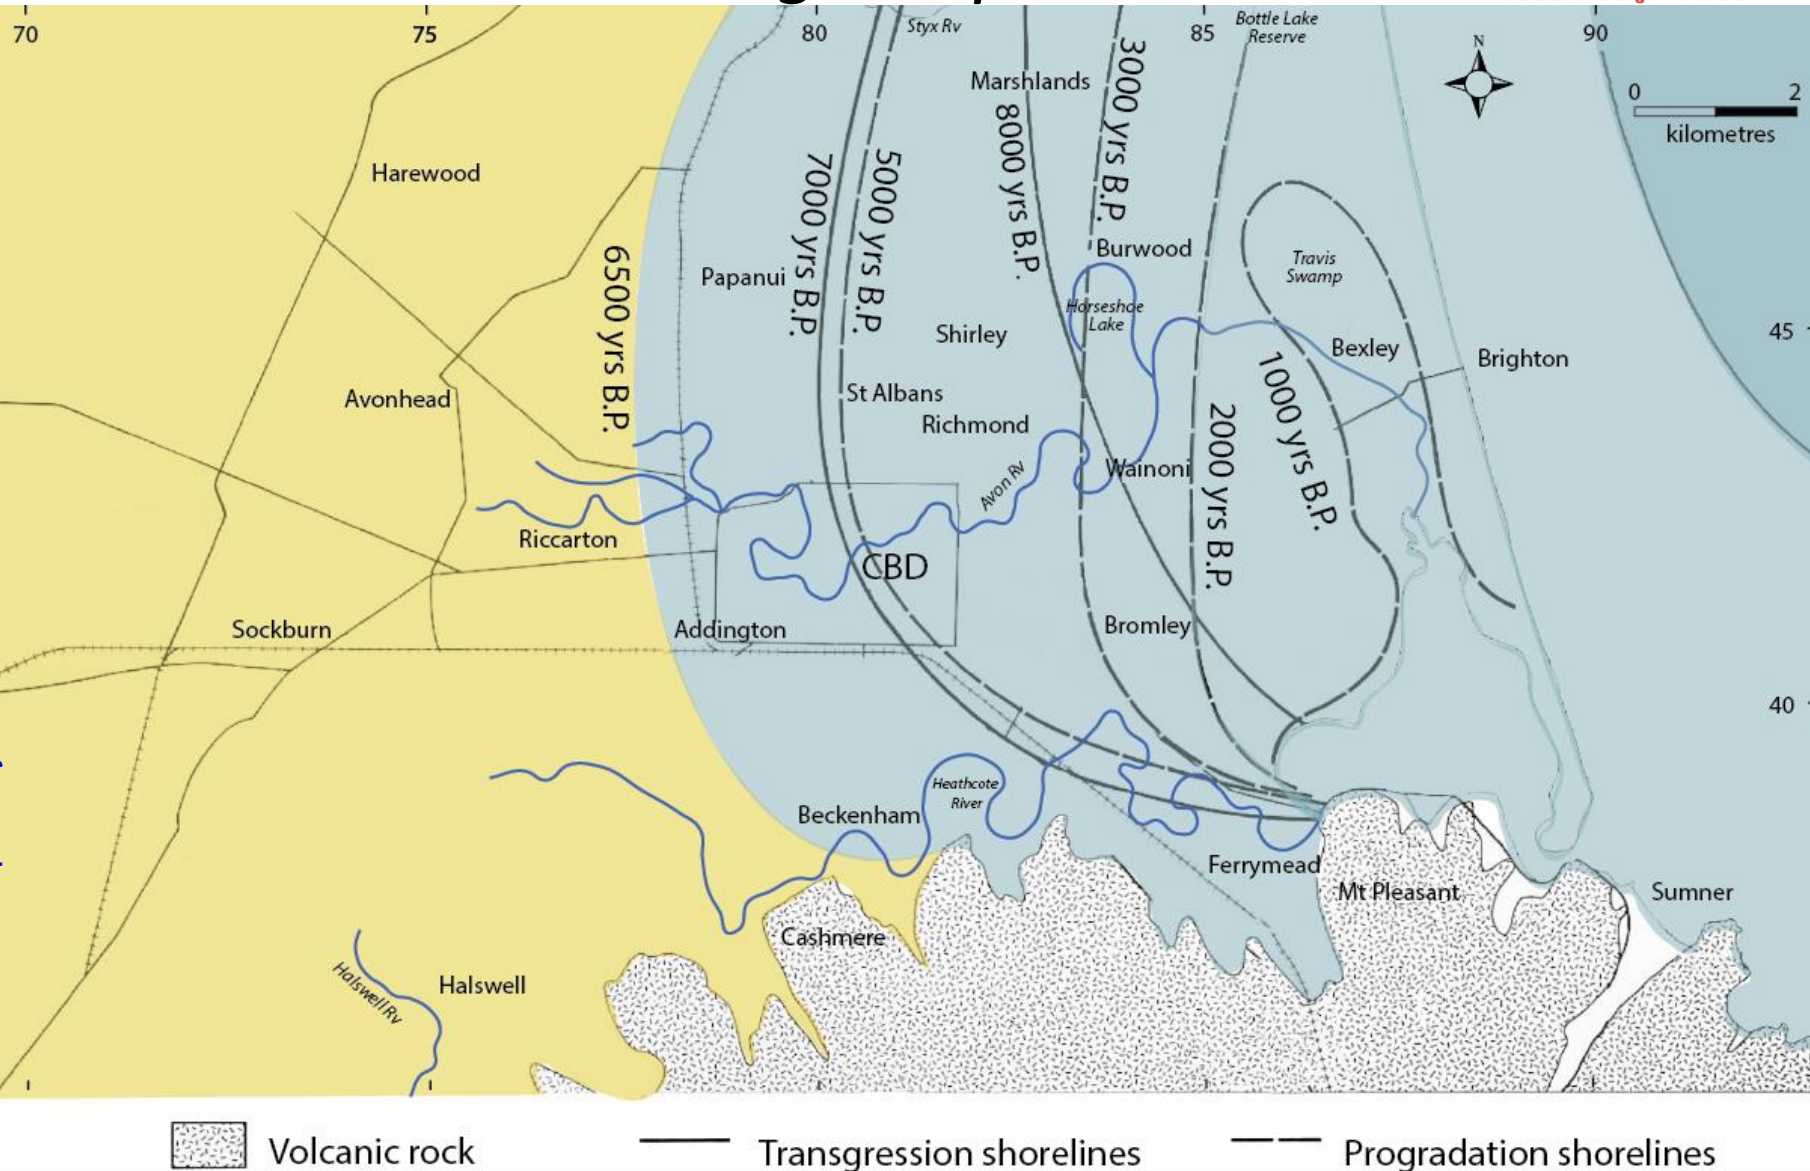 70
75
80
85
90
Styx Rv
Bottle Lake
Reserve
N
0
2
kilometres
Marshlands
3000 yrs B.P.
8000 yrs B.P.
7000 yrs B.P.
5000 yrs B.P.
6500 yrs B.P.
Harewood
Papanui
Burwood
Travis
Swamp
Horseshoe
Lake
Shirley
45
Bexley
Brighton
Avonhead
St Albans
Richmond
1000 yrs B.P.
2000 yrs B.P.
Avon Rv
Wainoni
Riccarton
CBD
Sockburn
Addington
Bromley
40
Heathcote
River
Beckenham
Ferrymead
Mt Pleasant
Sumner
Cashmere
Halswell Rv
Halswell
Volcanic rock
Transgression shorelines
Progradation shorelines